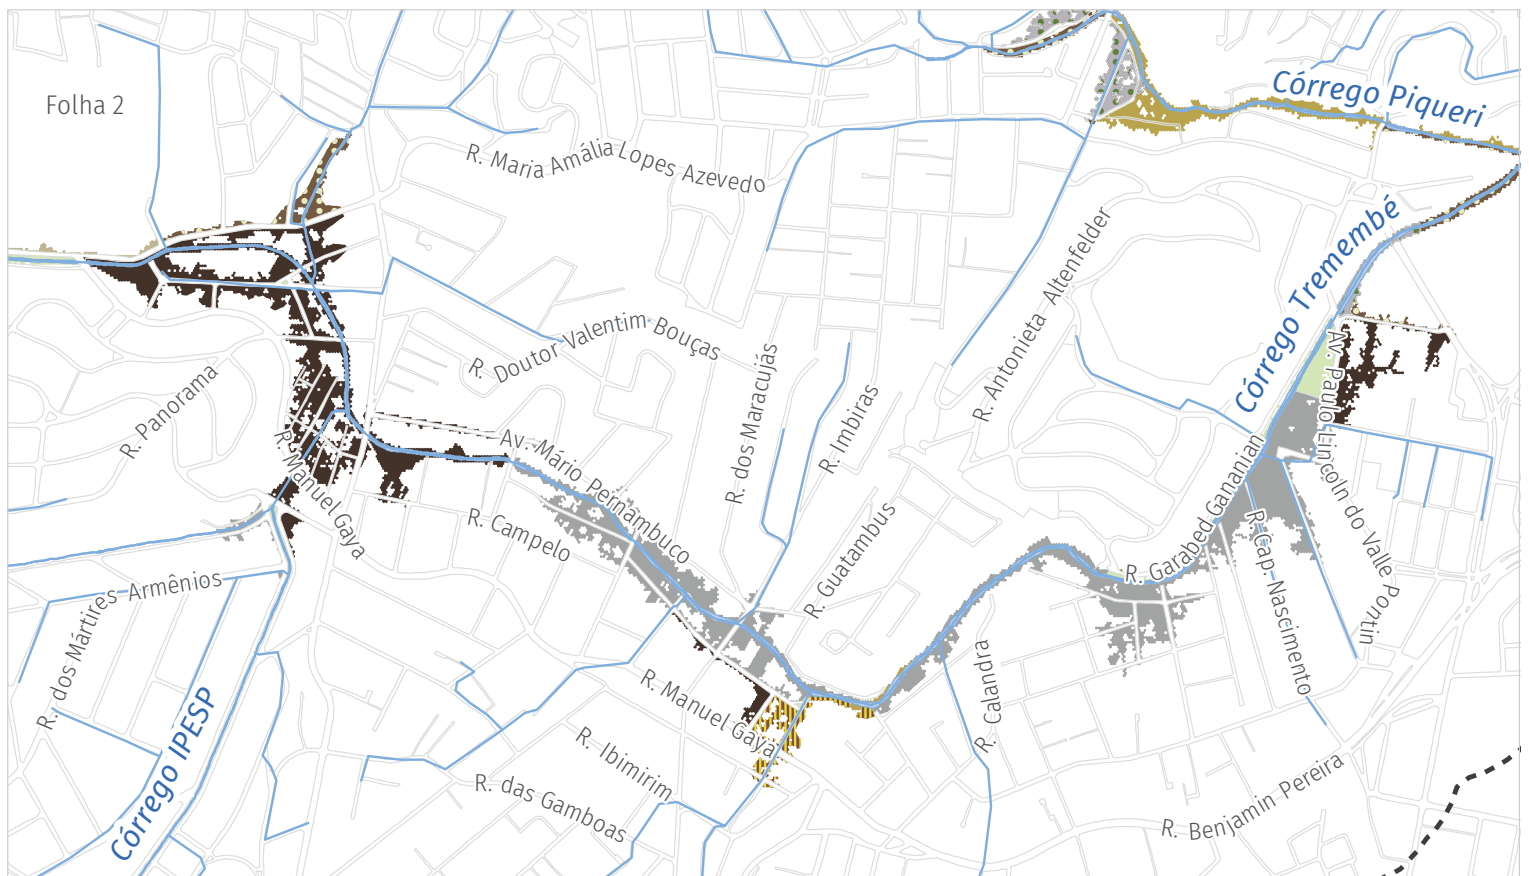 Folha 2
Córrego Piqueri
R. Maria Amália Lopes Azevedo
Córrego Tremembé
R. Antonieta Altenfelder
R. Doutor Valentim Bouças
R. Panorama
R. dos Maracujás
R. Imbiras
Av. Paulo Lincoln do Valle Pontin
Av. Mário Pernambuco
R. Manuel Gaya
R. Campelo
R. Guatambus
R. Garabed Gananian
R. Cap. Nascimento
R. dos Mártires Armênios
R. Calandra
R. Manuel Gaya
Córrego IPESP
R. Ibimirim
R. das Gamboas
R. Benjamin Pereira